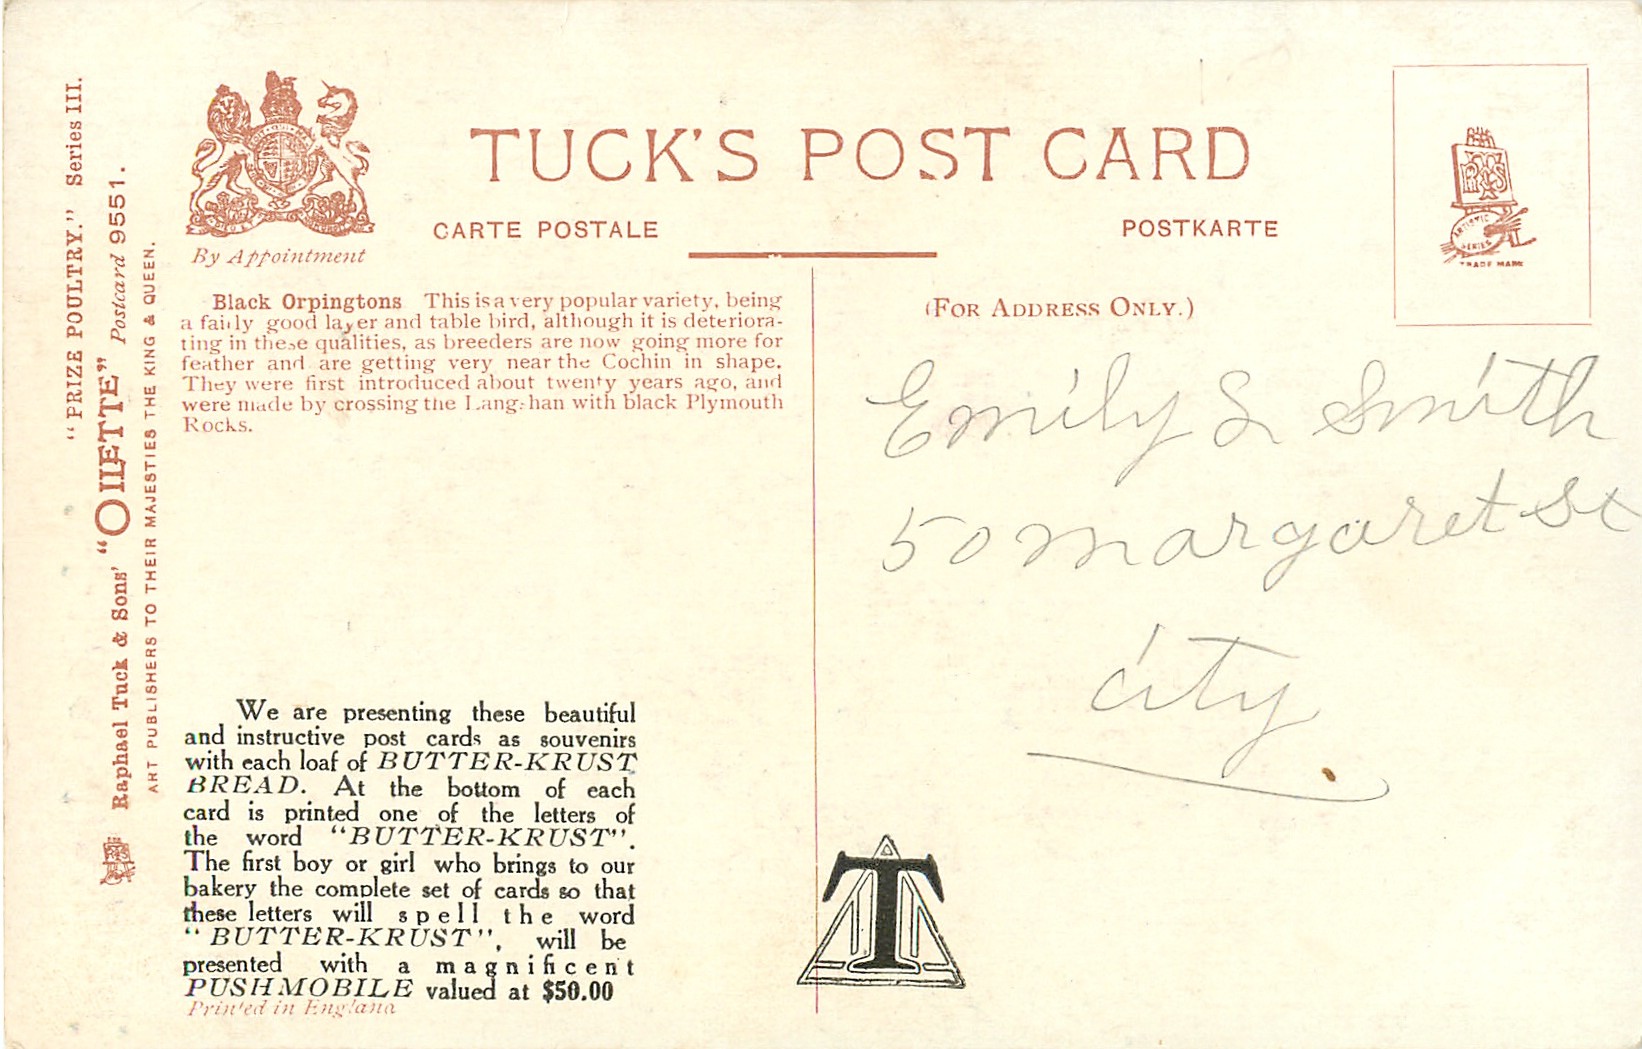 "PRIZE POULTRY." Series III.
Raphael Tuck & Sons' "OILETTE" Postcard 9551.
ART PUBLISHERS TO THEIR MAJESTIES THE KING & QUEEN.
By Appointment
TUCK'S POST CARD
CARTE POSTALE
POSTKARTE
ARTISTIC
SERIES
TRADE MARK
Black Orpingtons This is a very popular variety, being
a fairly good layer and table bird, although it is deteriora-
ting in these qualities, as breeders are now going more for
feather and are getting very near the Cochin in shape.
They were first introduced about twenty years ago, and
were made by crossing the Langshan with black Plymouth
Rocks.
(FOR ADDRESS ONLY.)
Emily S Smith
50 Margaret St
City
We are presenting these beautiful
and instructive post cards as souvenirs
with each loaf of BUTTER-KRUST
BREAD. At the bottom of each
card is printed one of the letters of
the word "BUTTER-KRUST".
The first boy or girl who brings to our
bakery the complete set of cards so that
these letters will spell the word
"BUTTER-KRUST", will be
presented with a magnificent
PUSHMOBILE valued at $50.00
Printed in England
T